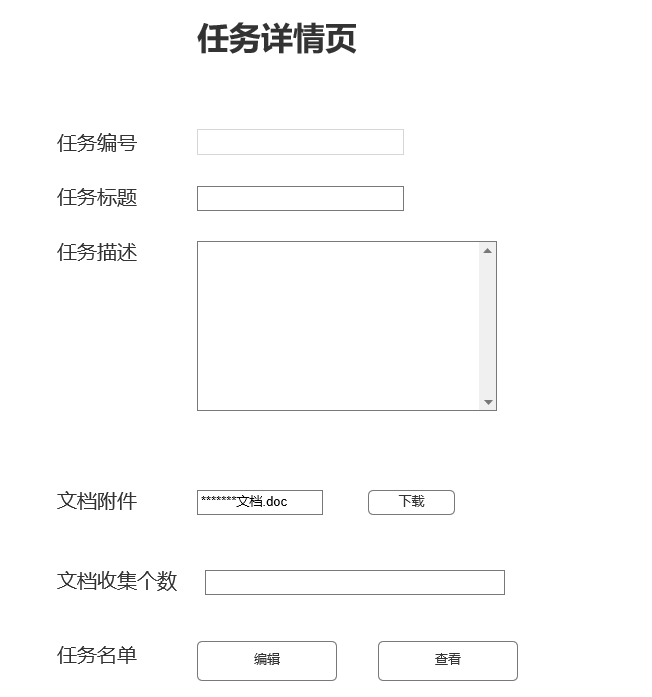 任务详情页
任务编号
任务标题
任务描述
文档附件 *******文档.doc 下载
文档收集个数
任务名单 编辑 查看